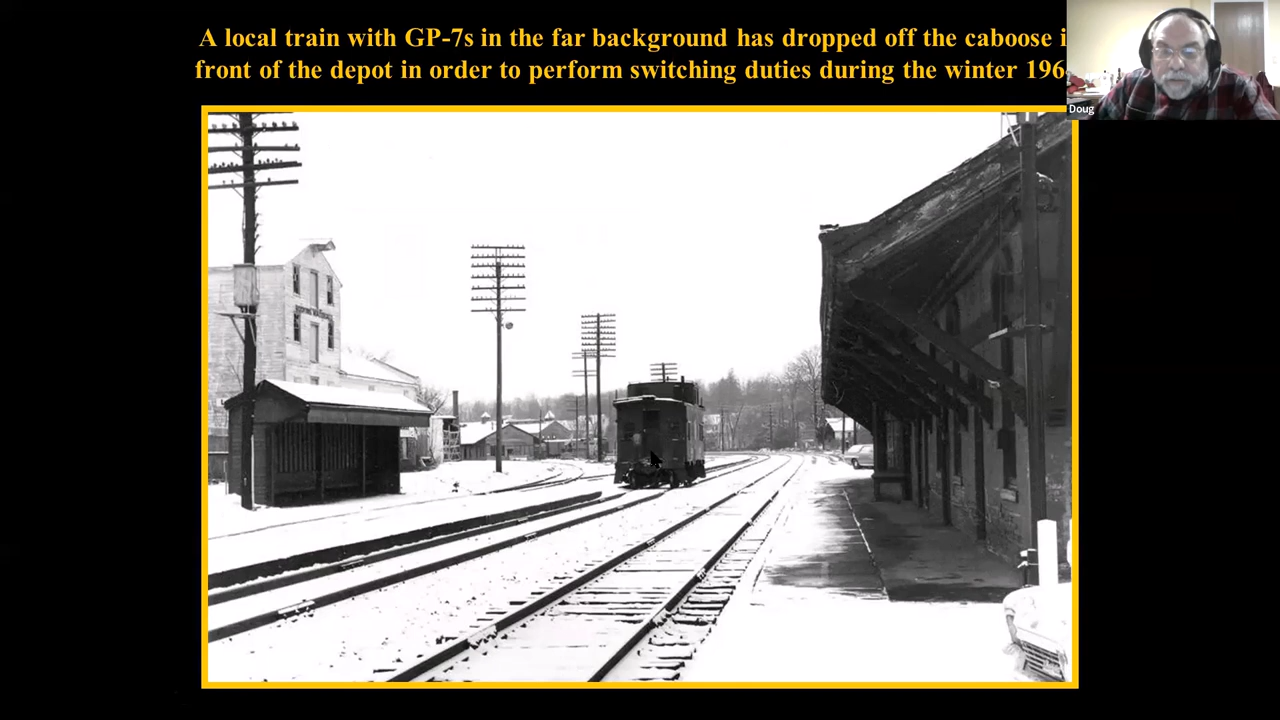 A local train with GP-7s in the far background has dropped off the caboose
front of the depot in order to perform switching duties during the winter
Doug